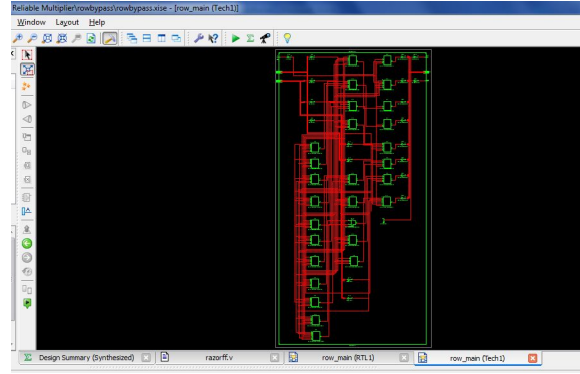 Reliable Multiplier\rowbypass\rowbypass.xise - [row_main (Tech1)]
Window Layout Help
Design Summary (Synthesized) razorff.v row_main (RTL1) row_main (Tech1)